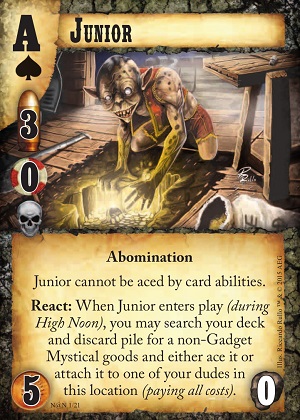 A
JUNIOR
3
0
Abomination
Junior cannot be aced by card abilities.
React: When Junior enters play (during
High Noon), you may search your deck
and discard pile for a non-Gadget
Mystical goods and either ace it or
attach it to one of your dudes in
this location (paying all costs).
5
0